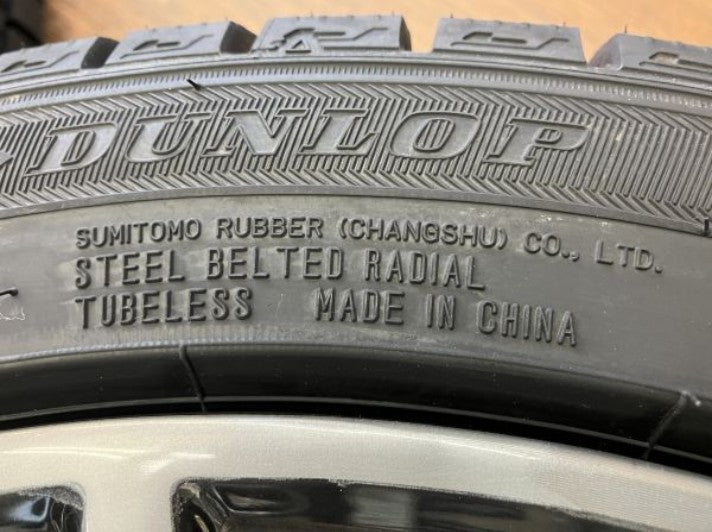 DUNLOP
SUMITOMO RUBBER (CHANGSHU) CO., LTD.
STEEL BELTED RADIAL
TUBELESS MADE IN CHINA